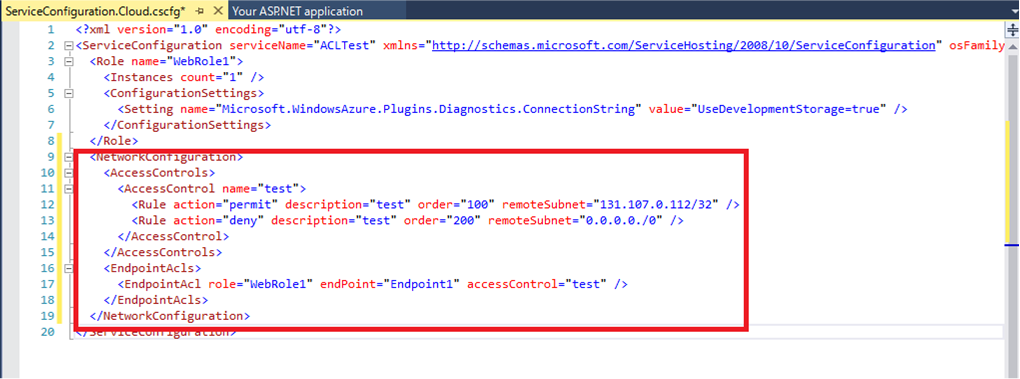 ServiceConfiguration.Cloud.cscfg* Your ASP.NET application
1 <?xml version="1.0" encoding="utf-8"?>
2 <ServiceConfiguration serviceName="ACLTest" xmlns="http://schemas.microsoft.com/ServiceHosting/2008/10/ServiceConfiguration" osFamily
3 <Role name="WebRole1">
4 <Instances count="1" />
5 <ConfigurationSettings>
6 <Setting name="Microsoft.WindowsAzure.Plugins.Diagnostics.ConnectionString" value="UseDevelopmentStorage=true" />
7 </ConfigurationSettings>
8 </Role>
9 <NetworkConfiguration>
10 <AccessControls>
11 <AccessControl name="test">
12 <Rule action="permit" description="test" order="100" remoteSubnet="131.107.0.112/32" />
13 <Rule action="deny" description="test" order="200" remoteSubnet="0.0.0.0./0" />
14 </AccessControl>
15 </AccessControls>
16 <EndpointAcls>
17 <EndpointAcl role="WebRole1" endPoint="Endpoint1" accessControl="test" />
18 </EndpointAcls>
19 </NetworkConfiguration>
20 </ServiceConfiguration>